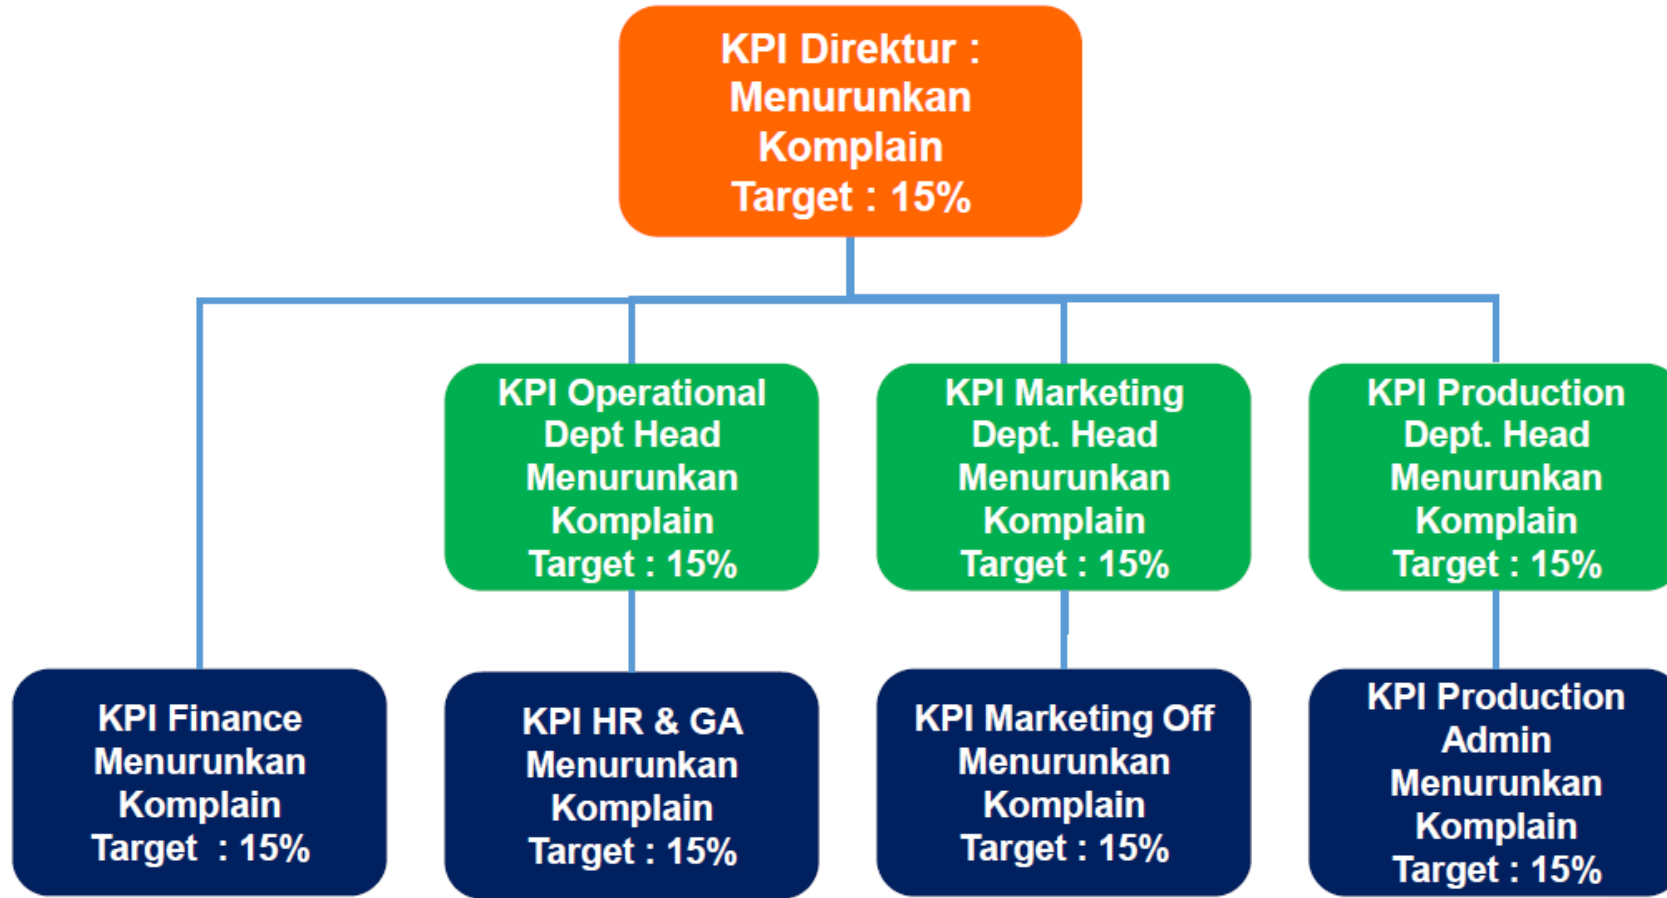 KPI Direktur :
Menurunkan
Komplain
Target : 15%
KPI Operational
Dept Head
Menurunkan
Komplain
Target : 15%
KPI Marketing
Dept. Head
Menurunkan
Komplain
Target : 15%
KPI Production
Dept. Head
Menurunkan
Komplain
Target : 15%
KPI Finance
Menurunkan
Komplain
Target  : 15%
KPI HR & GA
Menurunkan
Komplain
Target : 15%
KPI Marketing Off
Menurunkan
Komplain
Target : 15%
KPI Production
Admin
Menurunkan
Komplain
Target : 15%